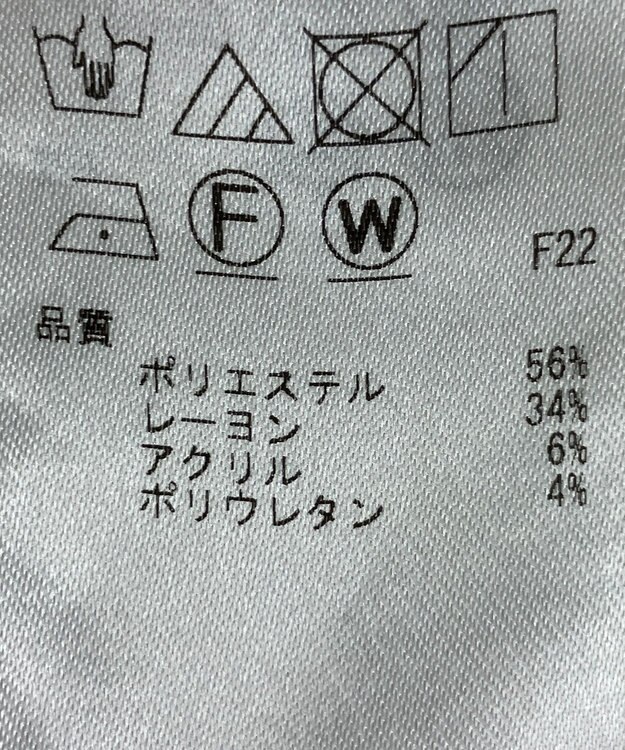 F W F22
品質
ポリエステル 56%
レーヨン 34%
アクリル 6%
ポリウレタン 4%